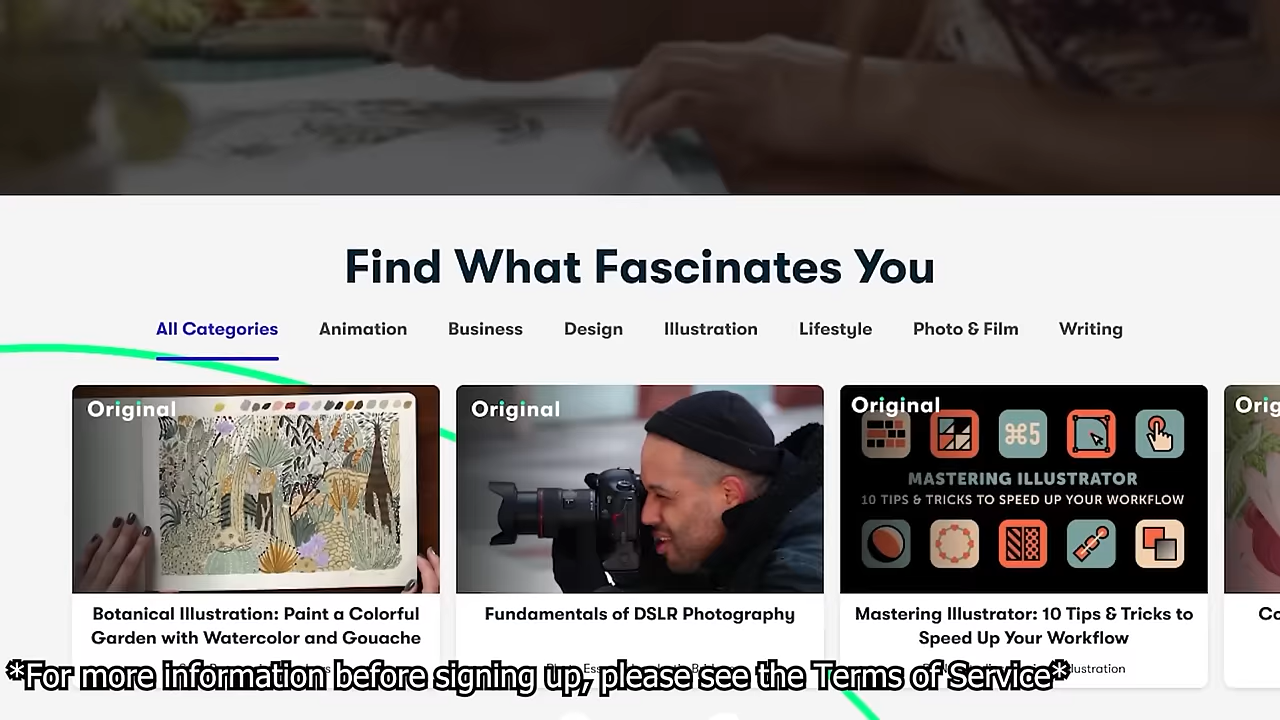 Find What Fascinates You
All Categories Animation Business Design Illustration Lifestyle Photo & Film Writing
Original
Original
Original
Orig
⌘5
MASTERING ILLUSTRATOR
10 TIPS & TRICKS TO SPEED UP YOUR WORKFLOW
Botanical Illustration: Paint a Colorful
Garden with Watercolor and Gouache
Fundamentals of DSLR Photography
Mastering Illustrator: 10 Tips & Tricks to
Speed Up Your Workflow
Co
*For more information before signing up, please see the Terms of Service*